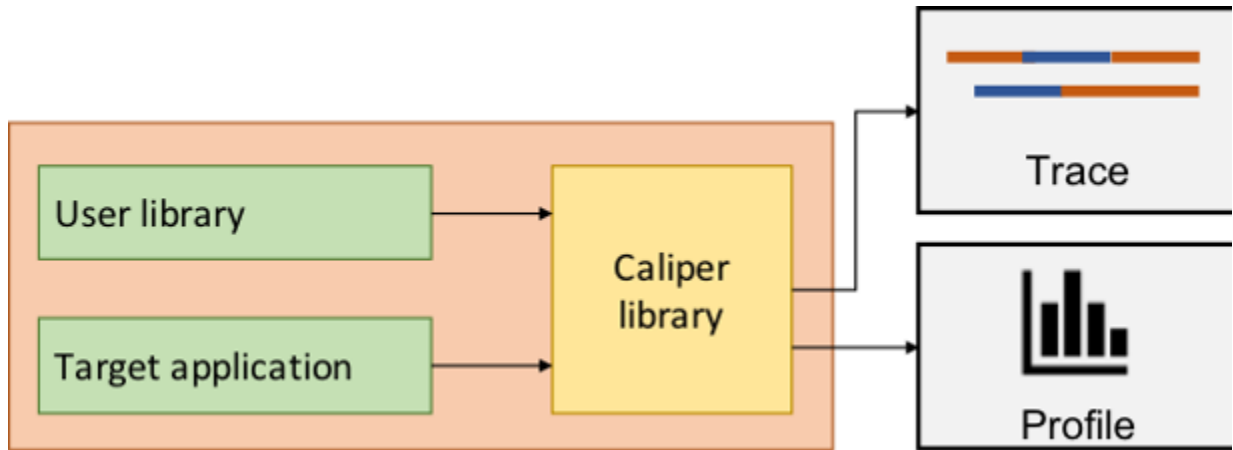 User library
Target application
Caliper
library
Trace
Profile